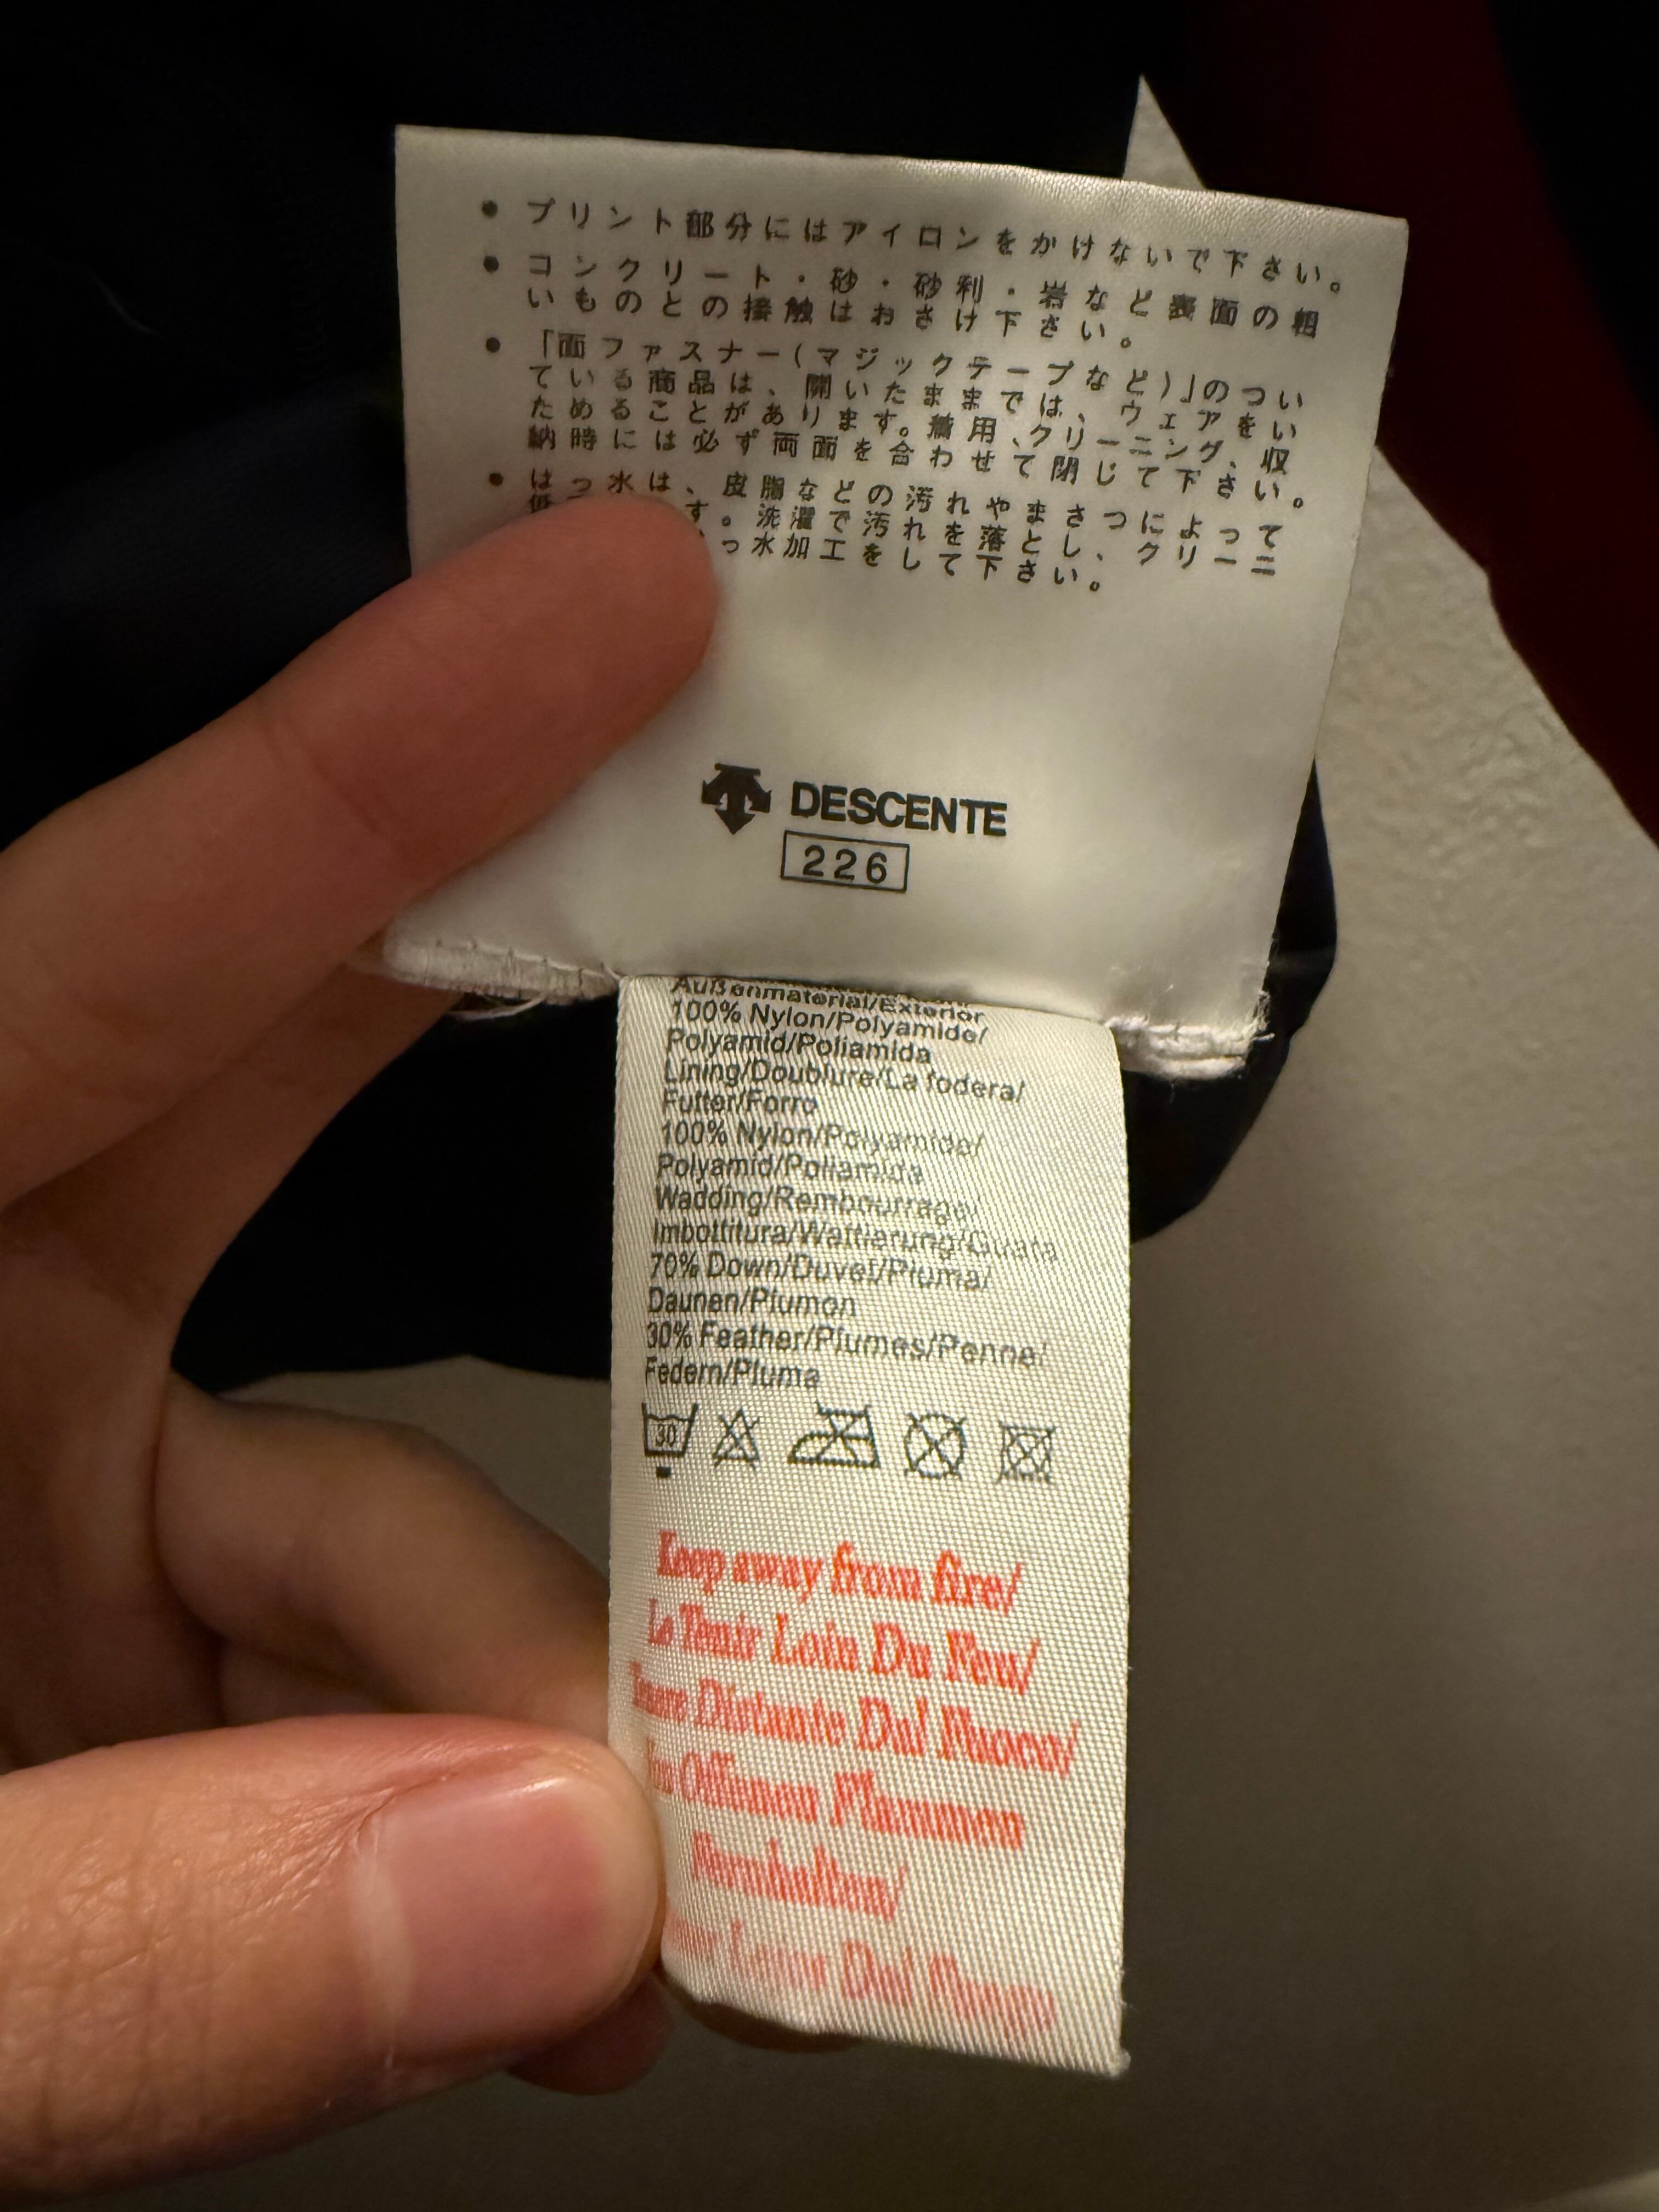 • プリント部分にはアイロンをかけないで下さい。
• コンクリート・砂・砂利・岩など表面の粗
いものとの接触はおさけ下さい。
• 「面ファスナー(マジックテープなど)」のつい
ている商品は、開いたままでは、ウェアをい
ためることがあります。着用、クリーニング、収
納時には必ず両面を合わせて閉じて下さい。
• はっ水は、皮脂などの汚れやまさつによって
す。洗濯で汚れを落とし、クリーニ
っ水加工をして下さい。
DESCENTE
226
Außenmaterial/Exterior
100% Nylon/Polyamide/
Polyamid/Poliamida
Lining/Doublure/La fodera/
Futter/Forro
100% Nylon/Polyamide/
Polyamid/Poliamida
Wadding/Rembourrage/
Imbottitura/Wattierung/Guata
70% Down/Duvet/Piuma/
Daunen/Plumon
30% Feather/Plumes/Penne/
Federn/Pluma
30
Keep away from fire/
Le Tenir Loin Du Feu/
Distante Dal Fuoco/
Offenen Flammen
Fernhalten/